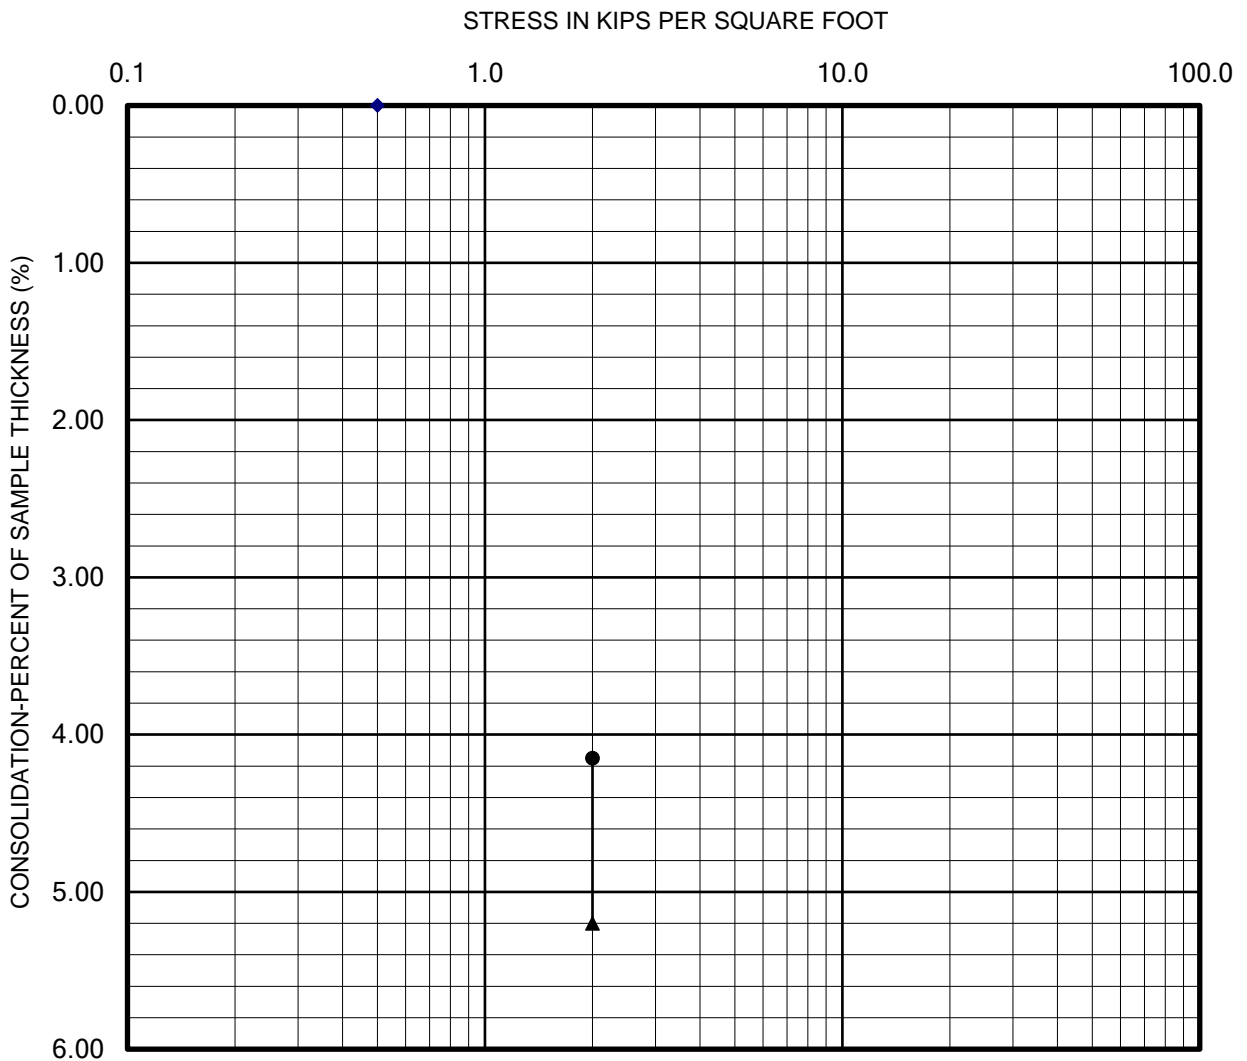 STRESS IN KIPS PER SQUARE FOOT
0.1 1.0 10.0 100.0
0.00
1.00
2.00
3.00
4.00
5.00
6.00
CONSOLIDATION-PERCENT OF SAMPLE THICKNESS (%)